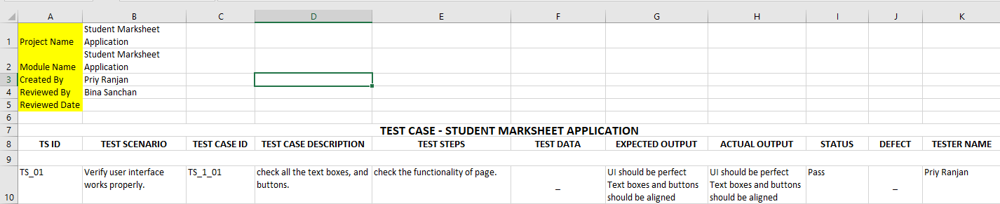 A B C D E F G H I J K
1 Project Name Student Marksheet
Application
2 Module Name Student Marksheet
Application
3 Created By Priy Ranjan
4 Reviewed By Bina Sanchan
5 Reviewed Date
6
7 TEST CASE - STUDENT MARKSHEET APPLICATION
8 TS ID TEST SCENARIO TEST CASE ID TEST CASE DESCRIPTION TEST STEPS TEST DATA EXPECTED OUTPUT ACTUAL OUTPUT STATUS DEFECT TESTER NAME
9
TS_01 Verify user interface TS_1_01 check all the text boxes, and check the functionality of page. UI should be perfect UI should be perfect Pass Priy Ranjan
works properly. buttons. _ Text boxes and buttons Text boxes and buttons _
10 should be aligned should be aligned